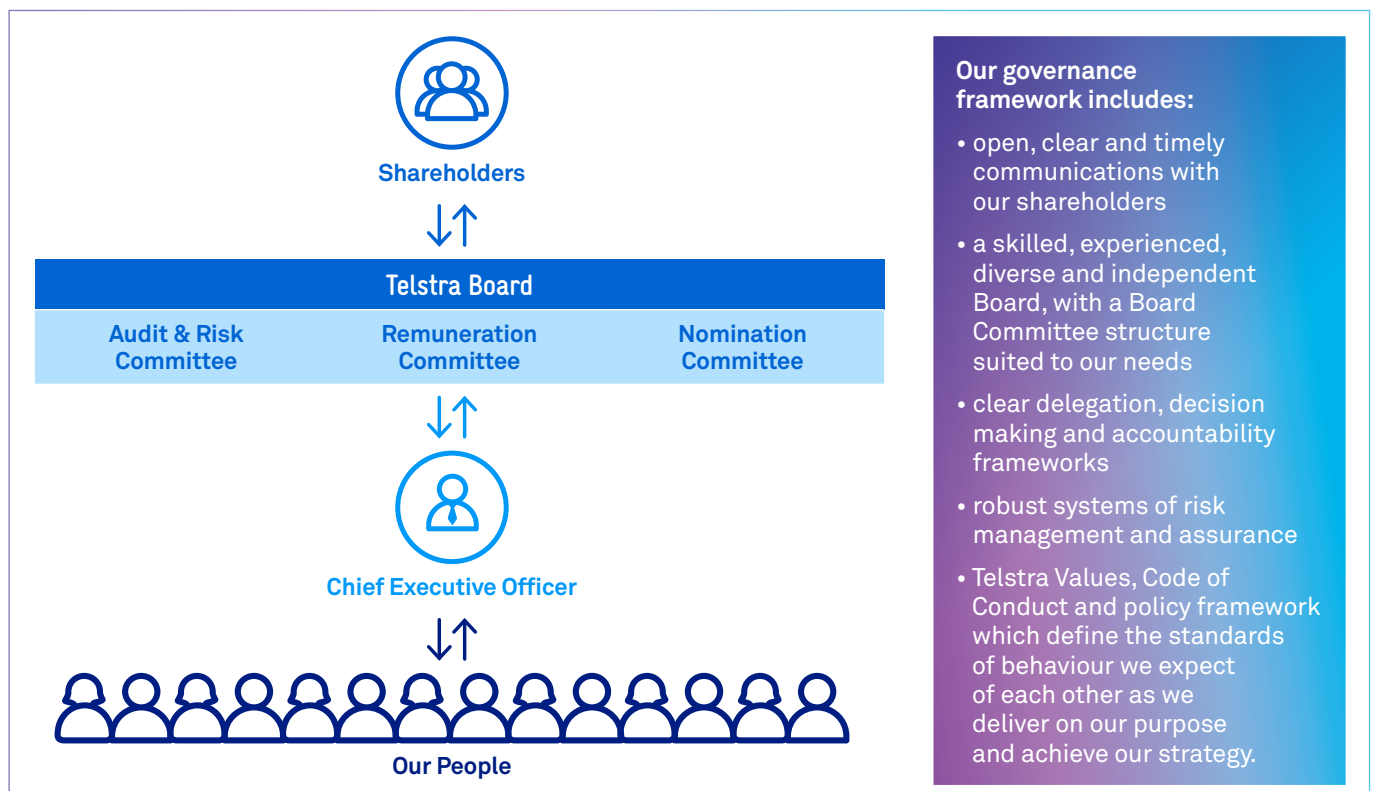 Shareholders
Telstra Board
Audit & Risk
Committee
Remuneration
Committee
Nomination
Committee
Chief Executive Officer
Our People
Our governance
framework includes:
• open, clear and timely
communications with
our shareholders
• a skilled, experienced,
diverse and independent
Board, with a Board
Committee structure
suited to our needs
• clear delegation, decision
making and accountability
frameworks
• robust systems of risk
management and assurance
• Telstra Values, Code of
Conduct and policy framework
which define the standards
of behaviour we expect
of each other as we
deliver on our purpose
and achieve our strategy.